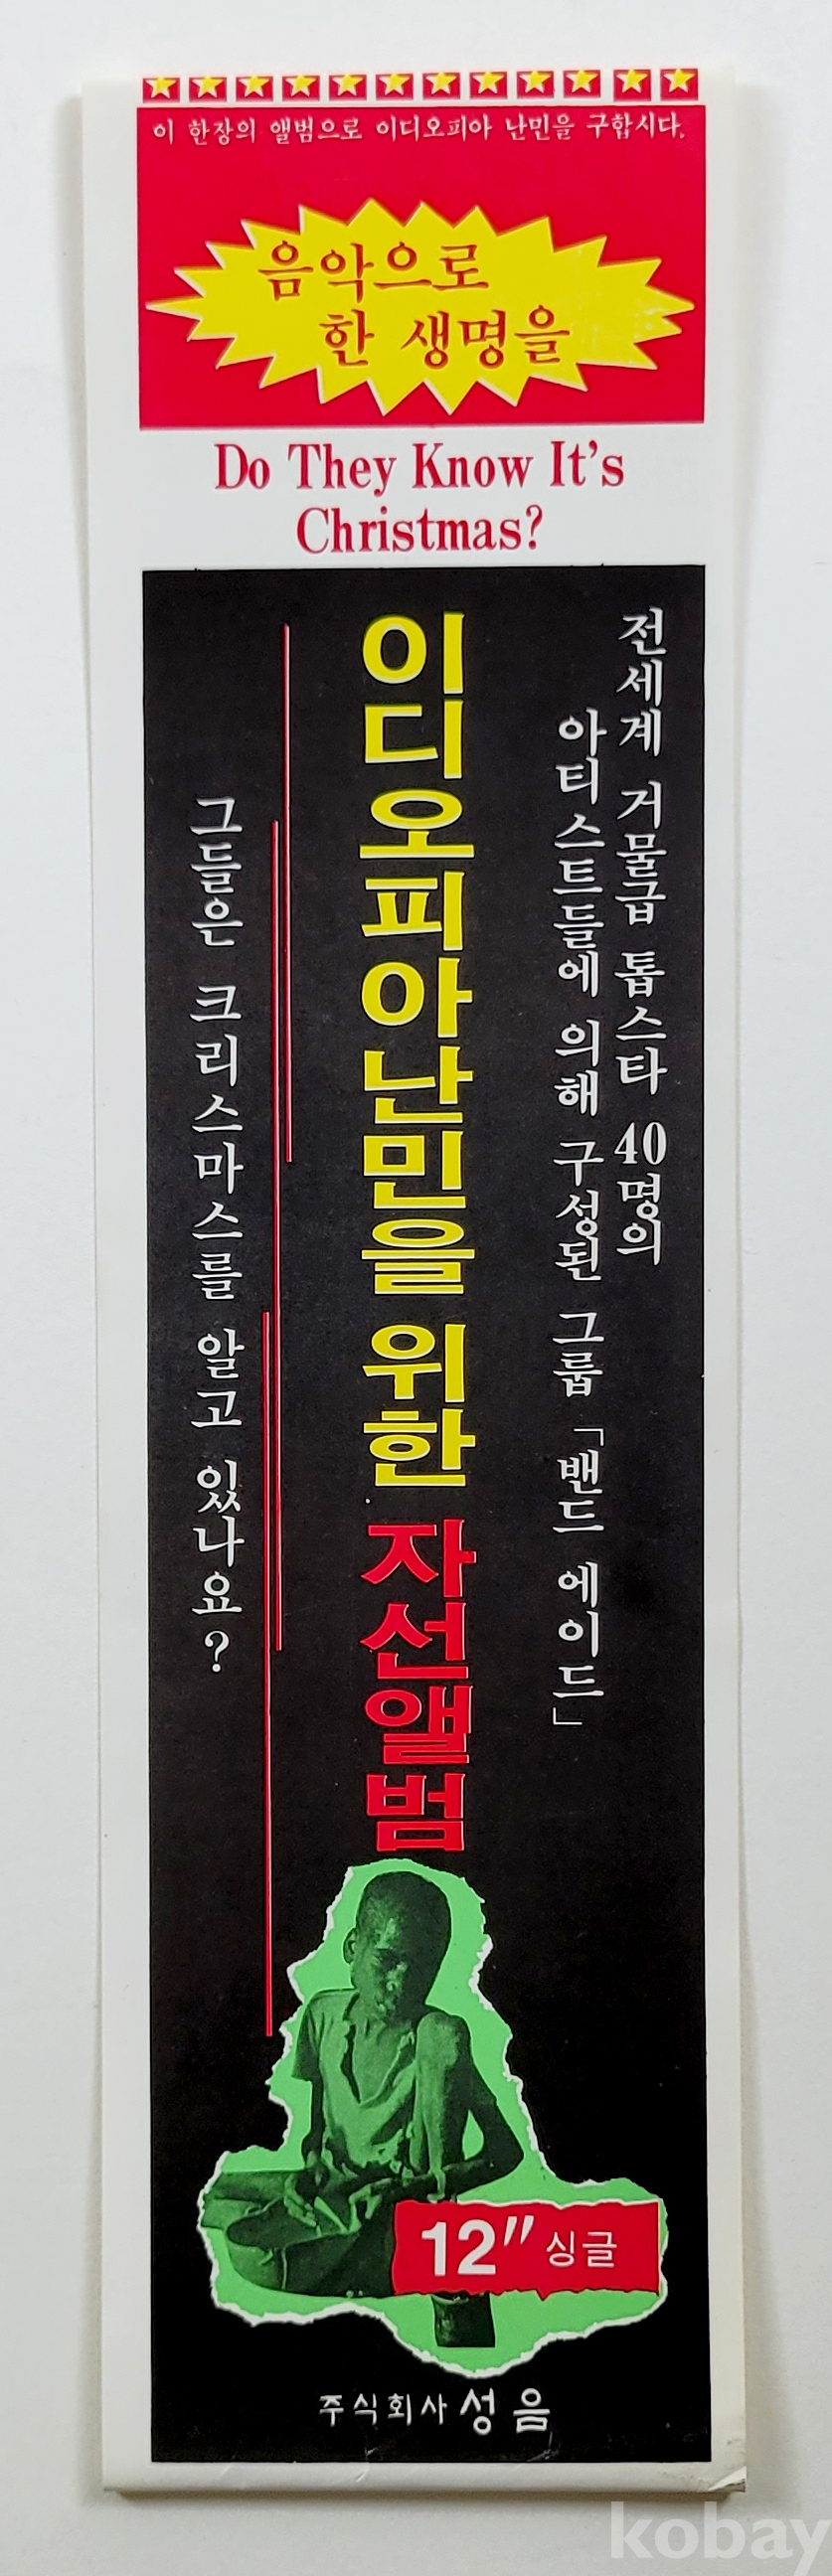 이 한장의 앨범으로 이디오피아 난민을 구합시다.
음악으로
한 생명을
Do They Know It's
Christmas?
전세계 거물급 톱스타 40명의
아티스트들에 의해 구성된 그룹 「밴드 에이드」
이디오피아난민을 위한 자선앨범
그들은 크리스마스를 알고 있나요?
12" 싱글
주식회사 성음
kobay